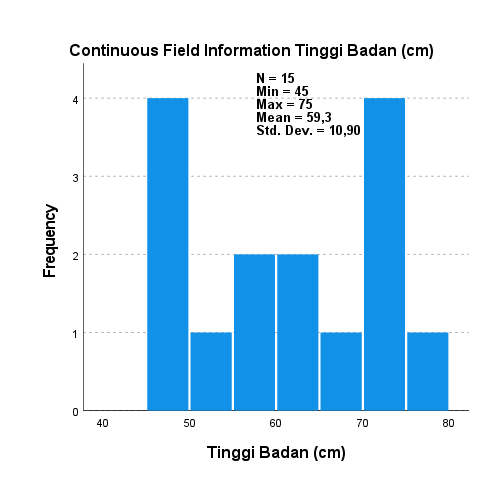 Continuous Field Information Tinggi Badan (cm)
N = 15
Min = 45
Max = 75
Mean = 59,3
Std. Dev. = 10,90
4
3
2
1
0
Frequency
40 50 60 70 80
Tinggi Badan (cm)